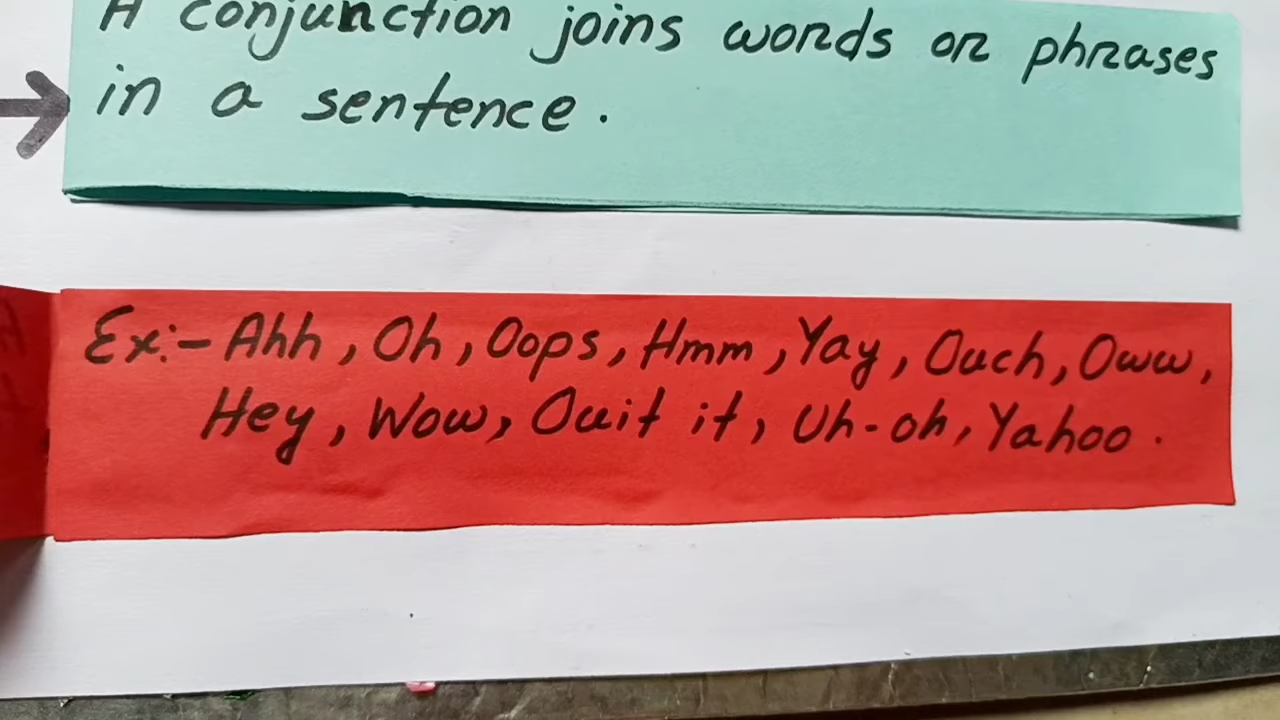 A conjunction joins words or phrases
in a sentence.
Ex:- Ahh, Oh, Oops, Hmm, Yay, Ouch, Oww,
Hey, Wow, Ouit it, Uh-oh, Yahoo.